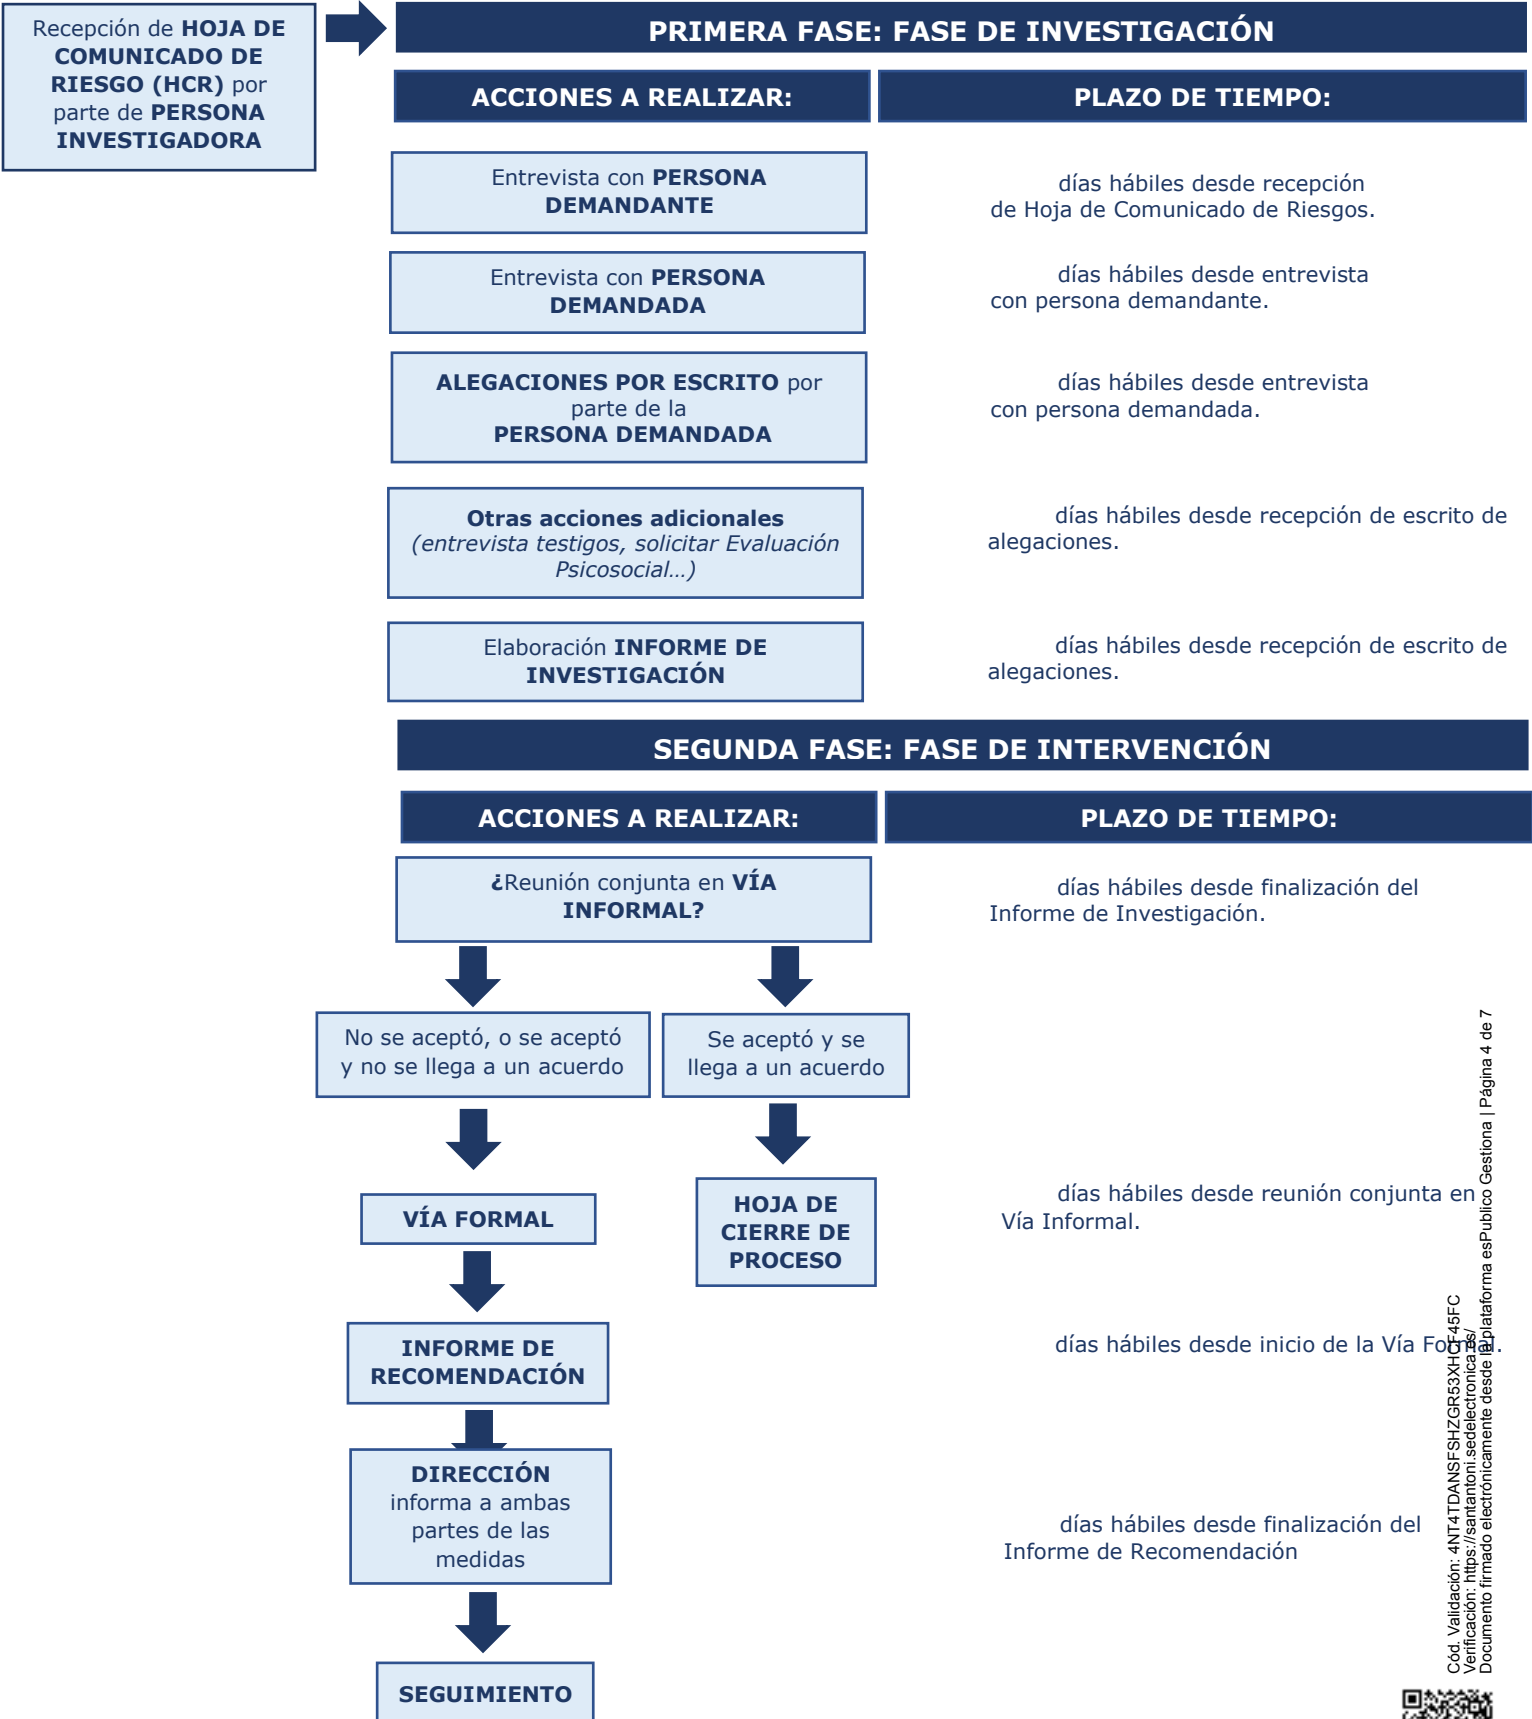 Recepción de HOJA DE
COMUNICADO DE
RIESGO (HCR) por
parte de PERSONA
INVESTIGADORA
PRIMERA FASE: FASE DE INVESTIGACIÓN
ACCIONES A REALIZAR:
PLAZO DE TIEMPO:
Entrevista con PERSONA
DEMANDANTE
días hábiles desde recepción
de Hoja de Comunicado de Riesgos.
Entrevista con PERSONA
DEMANDADA
días hábiles desde entrevista
con persona demandante.
ALEGACIONES POR ESCRITO por
parte de la
PERSONA DEMANDADA
días hábiles desde entrevista
con persona demandada.
Otras acciones adicionales
(entrevista testigos, solicitar Evaluación
Psicosocial…)
días hábiles desde recepción de escrito de
alegaciones.
Elaboración INFORME DE
INVESTIGACIÓN
días hábiles desde recepción de escrito de
alegaciones.
SEGUNDA FASE: FASE DE INTERVENCIÓN
ACCIONES A REALIZAR:
PLAZO DE TIEMPO:
¿Reunión conjunta en VÍA
INFORMAL?
días hábiles desde finalización del
Informe de Investigación.
No se aceptó, o se aceptó
y no se llega a un acuerdo
Se aceptó y se
llega a un acuerdo
VÍA FORMAL
HOJA DE
CIERRE DE
PROCESO
días hábiles desde reunión conjunta en
Vía Informal.
INFORME DE
RECOMENDACIÓN
días hábiles desde inicio de la Vía Formal.
DIRECCIÓN
informa a ambas
partes de las
medidas
días hábiles desde finalización del
Informe de Recomendación
SEGUIMIENTO
Cód. Validación: 4NT4TDANSFSHZGR53XHCF45FC
Verificación: https://santantoni.sedelectronica.es/
Documento firmado electrónicamente desde la plataforma esPublico Gestiona | Página 4 de 7